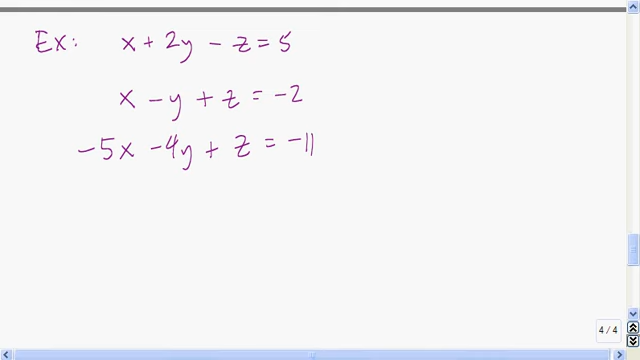 Ex: x + 2y - z = 5
x - y + z = -2
-5x - 4y + z = -11
4 / 4